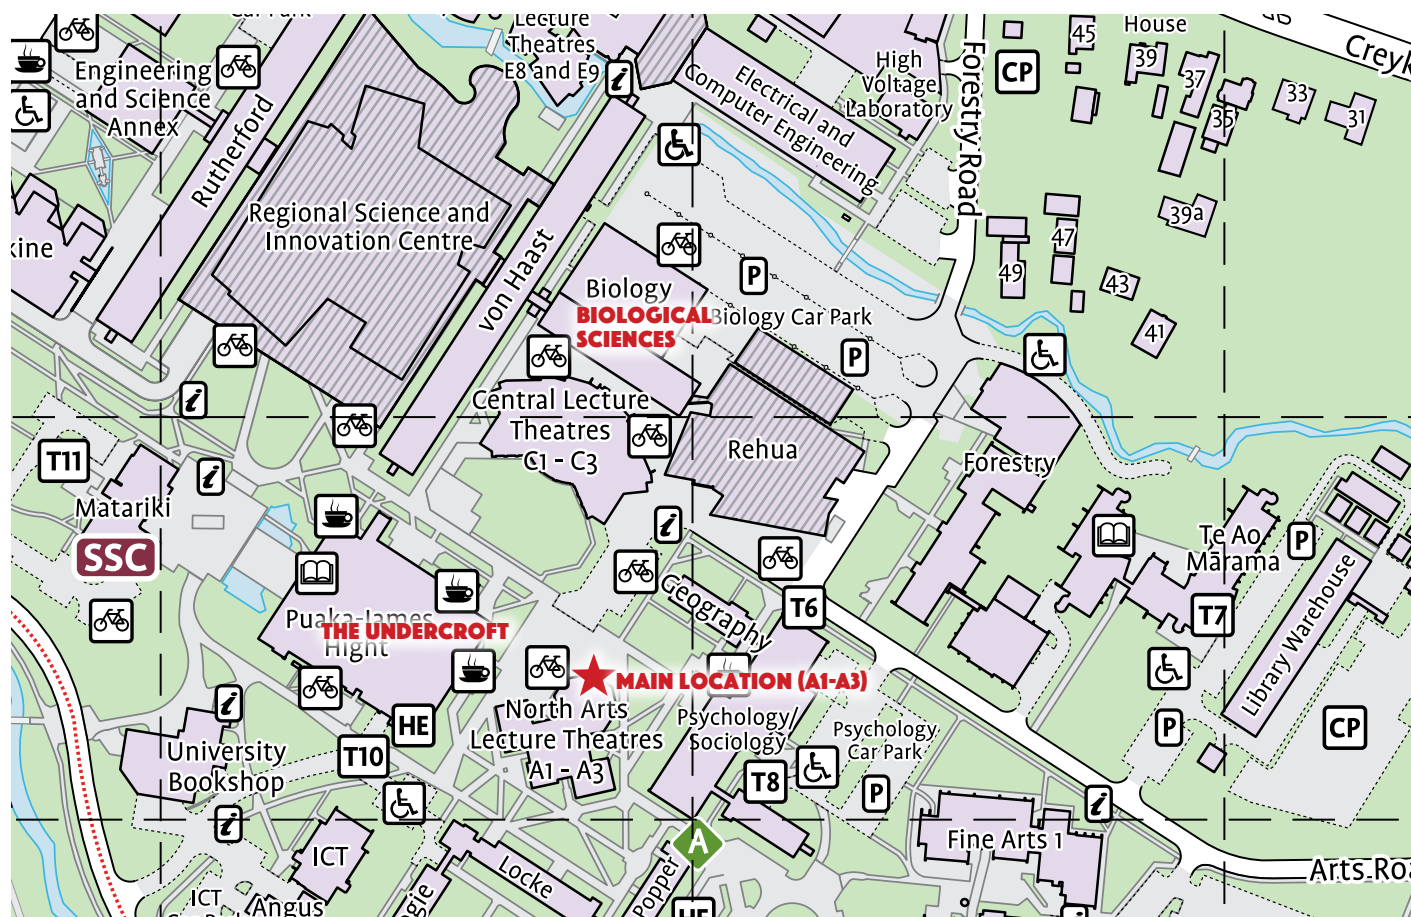 Car Park
Lecture
Theatres
E8 and E9
Engineering
and Science
Annex
Rutherford
Electrical and
Computer Engineering
High
Voltage
Laboratory
Forestry Road
CP
House
45
39
37
35
33
31
39a
47
49
43
41
Regional Science and
Innovation Centre
von Haast
Biology
BIOLOGICAL
SCIENCES
Biology Car Park
P
P
i
i
Central Lecture
Theatres
C1 - C3
Rehua
Forestry
T11
Matariki
SSC
i
i
Te Ao
Mārama
P
T7
Library Warehouse
Geography
T6
Puaka-James
Hight
THE UNDERCROFT
MAIN LOCATION (A1-A3)
North Arts
Lecture Theatres
A1 - A3
Psychology/
Sociology
Psychology
Car Park
P
P
CP
i
HE
T10
T8
University
Bookshop
i
i
A
Fine Arts 1
ICT
Locke
Popper
Arts Roa
ICT
Angus
HE
i